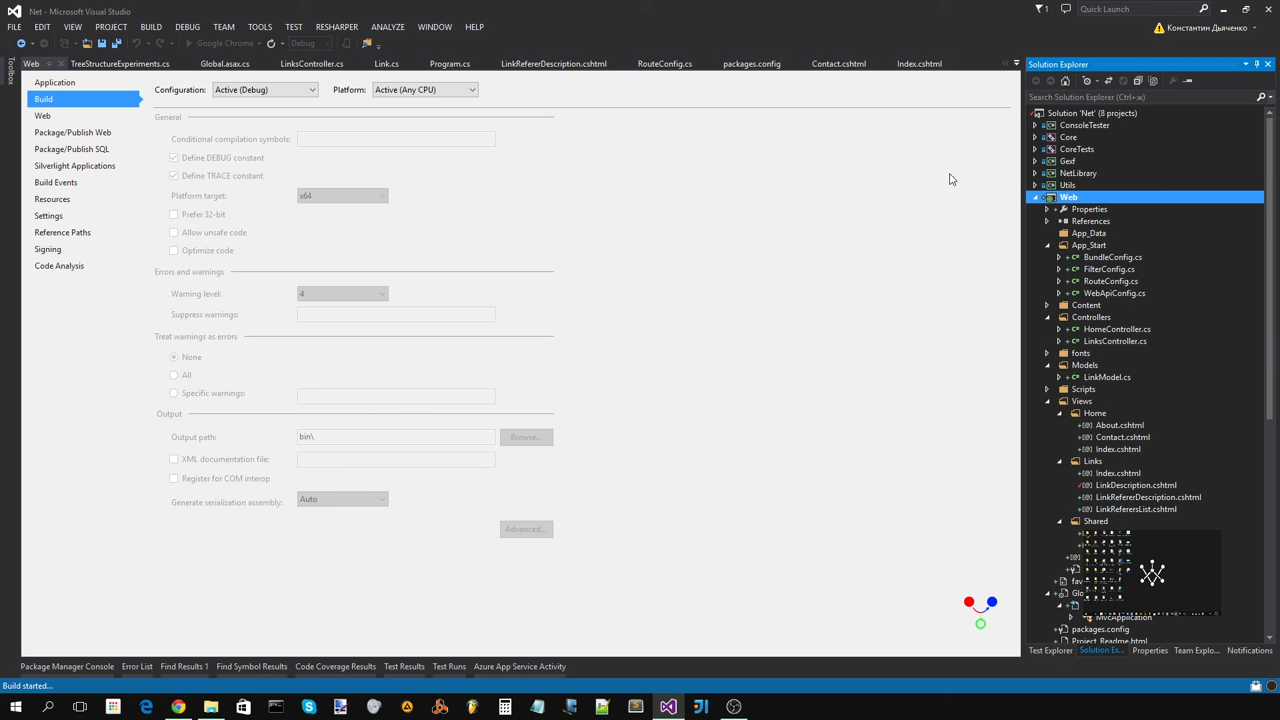 Net - Microsoft Visual Studio
1
Quick Launch
FILE EDIT VIEW PROJECT BUILD DEBUG TEAM TOOLS TEST RESHARPER ANALYZE WINDOW HELP
Константин Дьяченко
Google Chrome
Debug
Toolbox
Web TreeStructureExperiments.cs Global.asax.cs LinksController.cs Link.cs Program.cs LinkRefererDescription.cshtml RouteConfig.cs packages.config Contact.cshtml Index.cshtml
Application
Build
Web
Package/Publish Web
Package/Publish SQL
Silverlight Applications
Build Events
Resources
Settings
Reference Paths
Signing
Code Analysis
Configuration: Active (Debug) Platform: Active (Any CPU)
General
Conditional compilation symbols:
Define DEBUG constant
Define TRACE constant
Platform target: x64
Prefer 32-bit
Allow unsafe code
Optimize code
Errors and warnings
Warning level: 4
Suppress warnings:
Treat warnings as errors
None
All
Specific warnings:
Output
Output path: bin\ Browse...
XML documentation file:
Register for COM interop
Generate serialization assembly: Auto
Advanced...
Solution Explorer
Search Solution Explorer (Ctrl+ж)
Solution 'Net' (8 projects)
ConsoleTester
Core
CoreTests
Gexf
NetLibrary
Utils
Web
Properties
References
App_Data
App_Start
BundleConfig.cs
FilterConfig.cs
RouteConfig.cs
WebApiConfig.cs
Content
Controllers
HomeController.cs
LinksController.cs
fonts
Models
LinkModel.cs
Scripts
Views
Home
About.cshtml
Contact.cshtml
Index.cshtml
Links
Index.cshtml
LinkDescription.cshtml
LinkRefererDescription.cshtml
LinkReferersList.cshtml
Shared
fav
Glo
MvcApplication
packages.config
Project_Readme.html
Test Explorer Solution Ex... Properties Team Explo... Notifications
Package Manager Console Error List Find Results 1 Find Symbol Results Code Coverage Results Test Results Test Runs Azure App Service Activity
Build started...